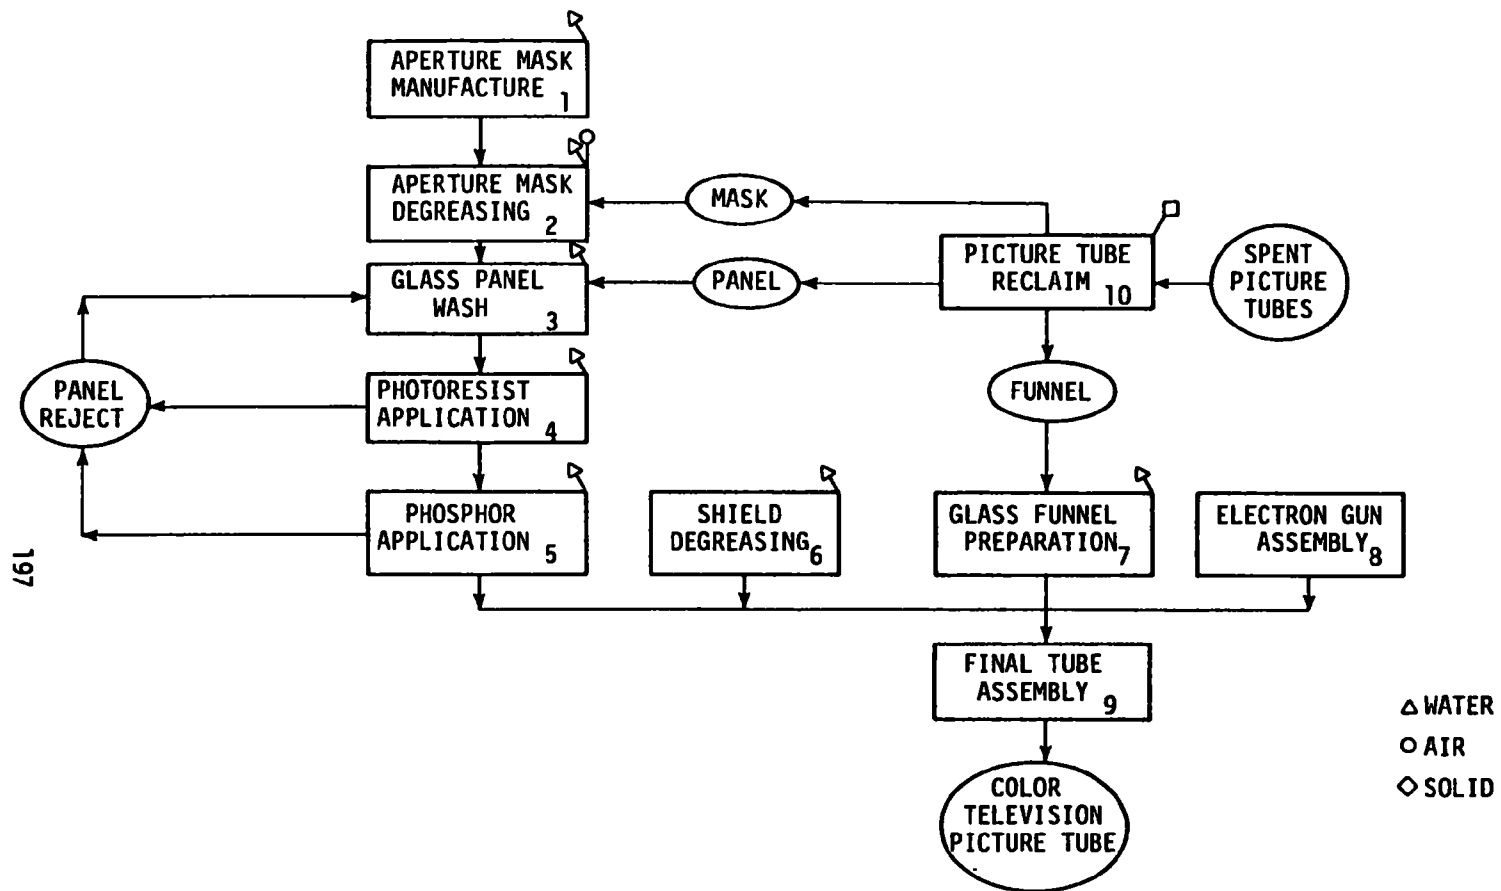 APERTURE MASK
MANUFACTURE 1
APERTURE MASK
DEGREASING 2
MASK
PICTURE TUBE
RECLAIM 10
SPENT
PICTURE
TUBES
GLASS PANEL
WASH 3
PANEL
PANEL
REJECT
PHOTORESIST
APPLICATION 4
FUNNEL
PHOSPHOR
APPLICATION 5
SHIELD
DEGREASING 6
GLASS FUNNEL
PREPARATION 7
ELECTRON GUN
ASSEMBLY 8
197
FINAL TUBE
ASSEMBLY 9
WATER
AIR
SOLID
COLOR
TELEVISION
PICTURE TUBE